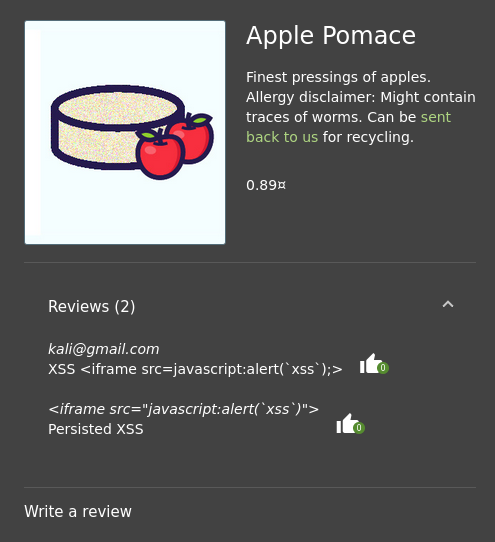 Apple Pomace
Finest pressings of apples.
Allergy disclaimer: Might contain
traces of worms. Can be sent
back to us for recycling.
0.89¤
Reviews (2)
kali@gmail.com
XSS <iframe src=javascript:alert(`xss`);>
0
<iframe src="javascript:alert(`xss`)">
Persisted XSS
0
Write a review